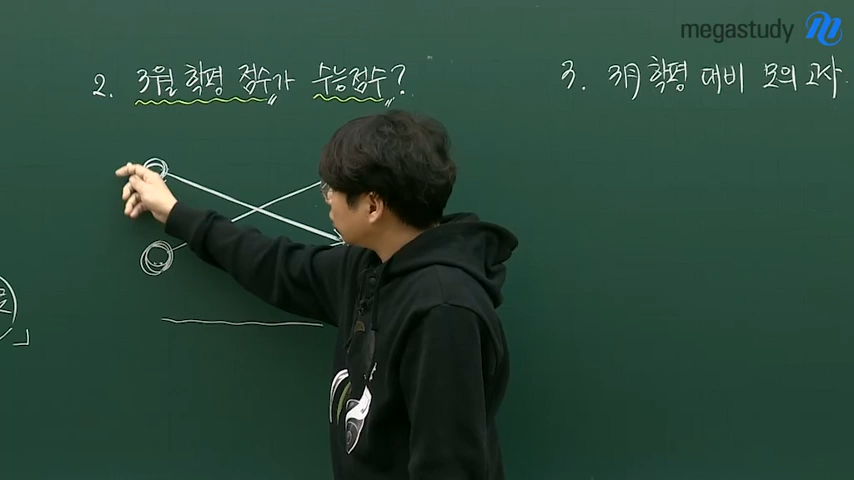 megastudy
2. 3월 학평 점수가 수능점수?
3. 3月 학평 대비 모의고사